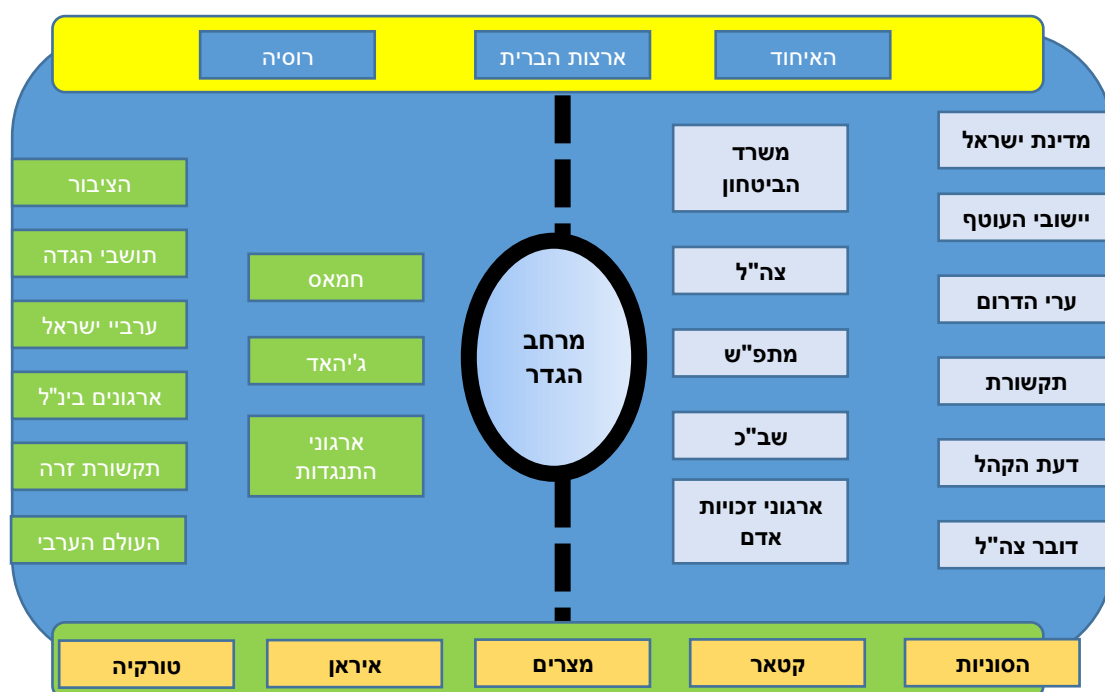 האיחוד
ארצות הברית
רוסיה
מדינת ישראל
יישובי העוטף
ערי הדרום
תקשורת
דעת הקהל
דובר צה"ל
משרד
הביטחון
צה"ל
מתפ"ש
שב"כ
ארגוני זכויות
אדם
מרחב
הגדר
חמאס
ג'יהאד
ארגוני
התנגדות
הציבור
תושבי הגדה
ערביי ישראל
ארגונים בינ"ל
תקשורת זרה
העולם הערבי
הסוניות
קטאר
מצרים
איראן
טורקיה